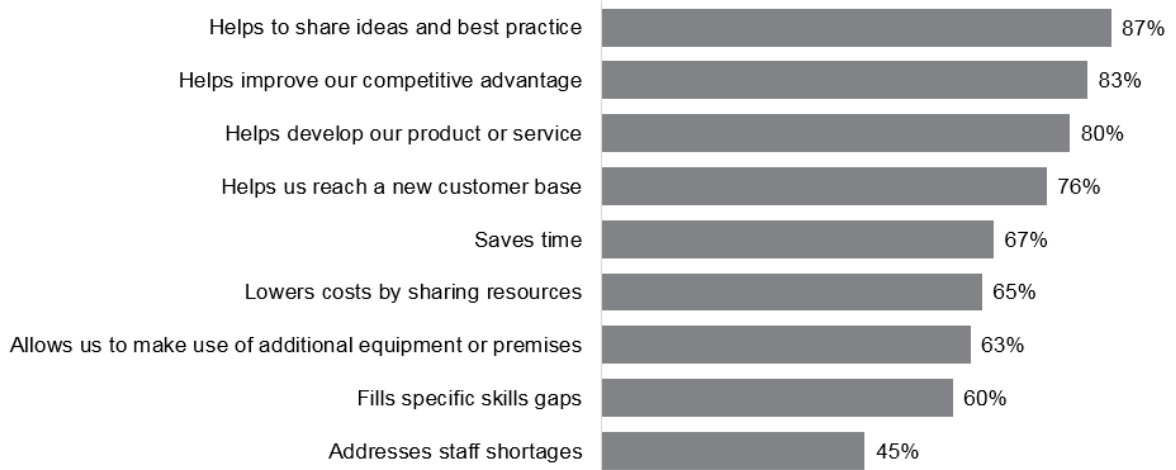 Helps to share ideas and best practice 87%
Helps improve our competitive advantage 83%
Helps develop our product or service 80%
Helps us reach a new customer base 76%
Saves time 67%
Lowers costs by sharing resources 65%
Allows us to make use of additional equipment or premises 63%
Fills specific skills gaps 60%
Addresses staff shortages 45%